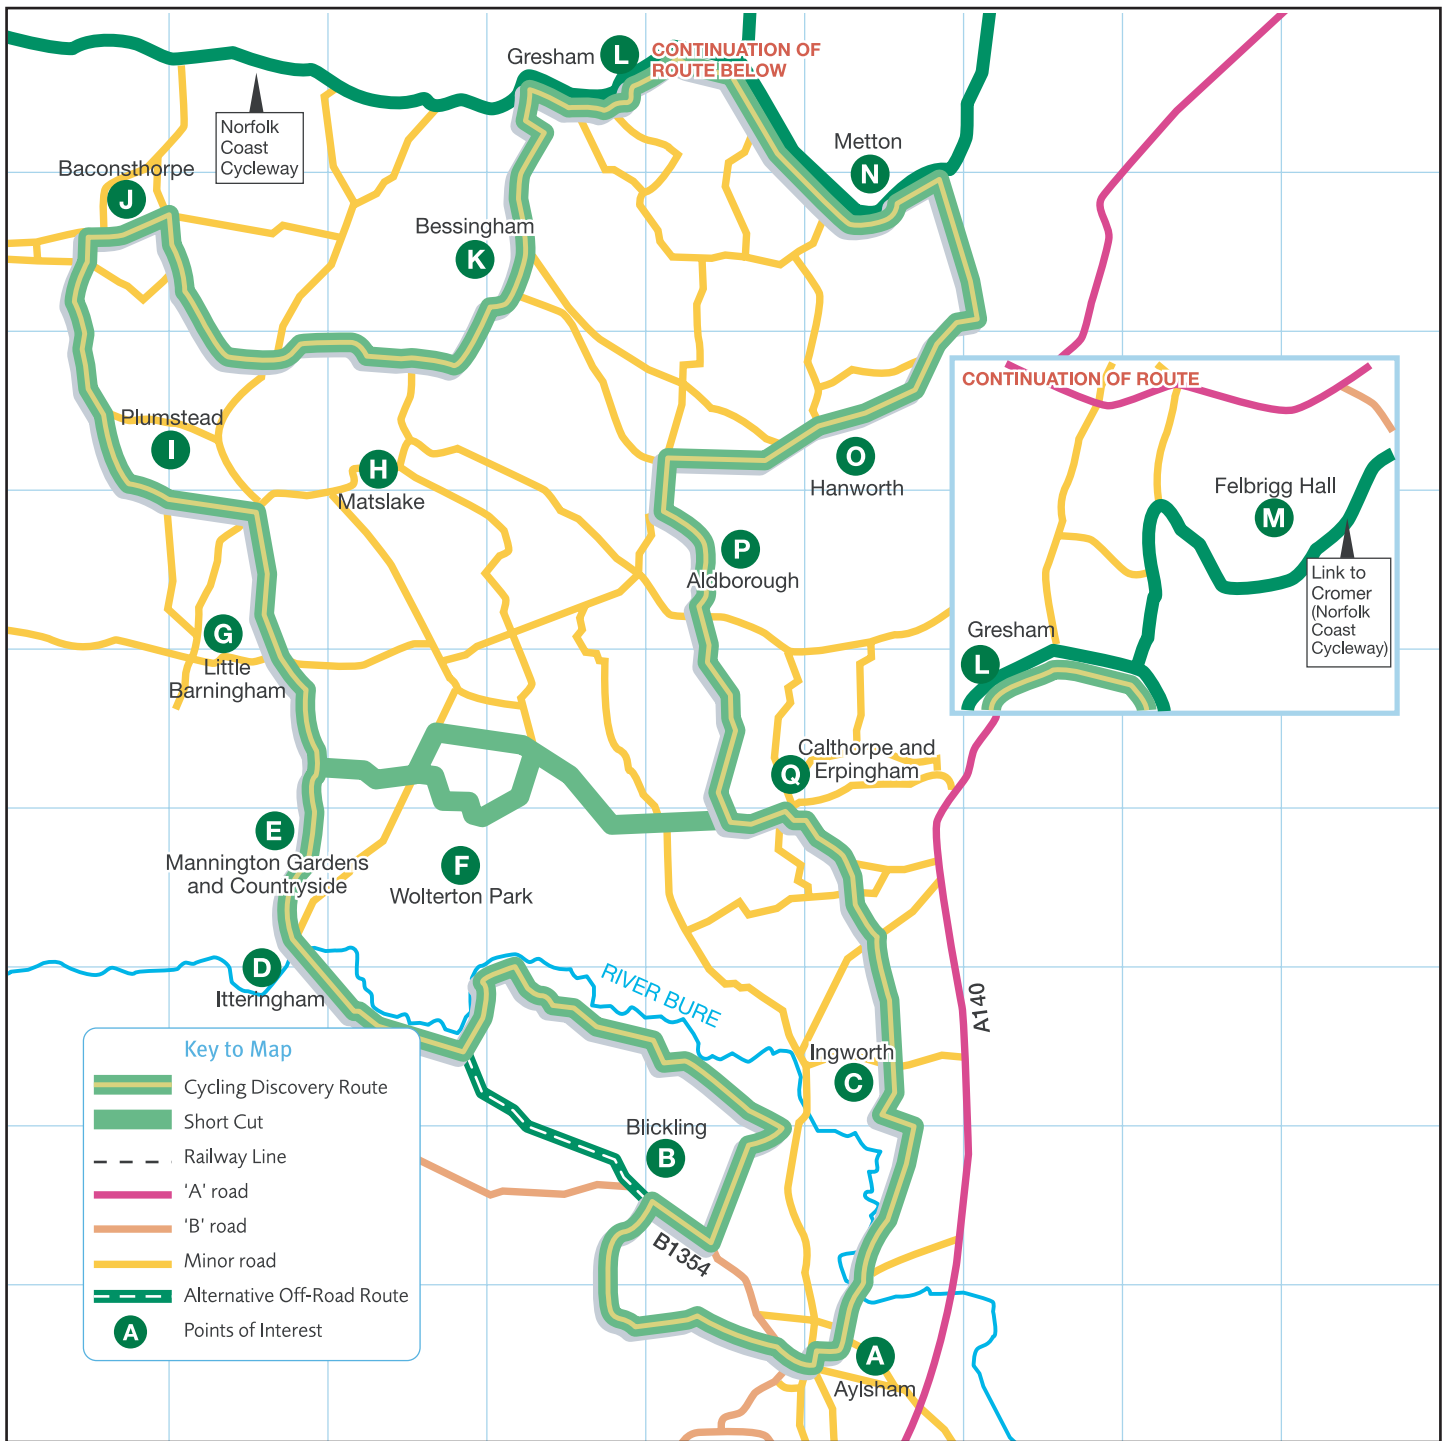 Gresham
L
CONTINUATION OF
ROUTE BELOW
Norfolk
Coast
Cycleway
Metton
N
Baconsthorpe
J
Bessingham
K
CONTINUATION OF ROUTE
Plumstead
I
H
Matslake
O
Hanworth
Felbrigg Hall
M
P
Aldborough
Link to
Cromer
(Norfolk
Coast
Cycleway)
Gresham
L
G
Little
Barningham
Calthorpe and
Erpingham
Q
E
Mannington Gardens
and Countryside
F
Wolterton Park
D
Itteringham
RIVER BURE
A140
Ingworth
C
Blickling
B
B1354
A
Aylsham
Key to Map
Cycling Discovery Route
Short Cut
Railway Line
'A' road
'B' road
Minor road
Alternative Off-Road Route
A
Points of Interest